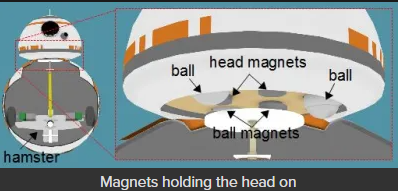 head magnets
ball
ball
ball magnets
hamster
Magnets holding the head on